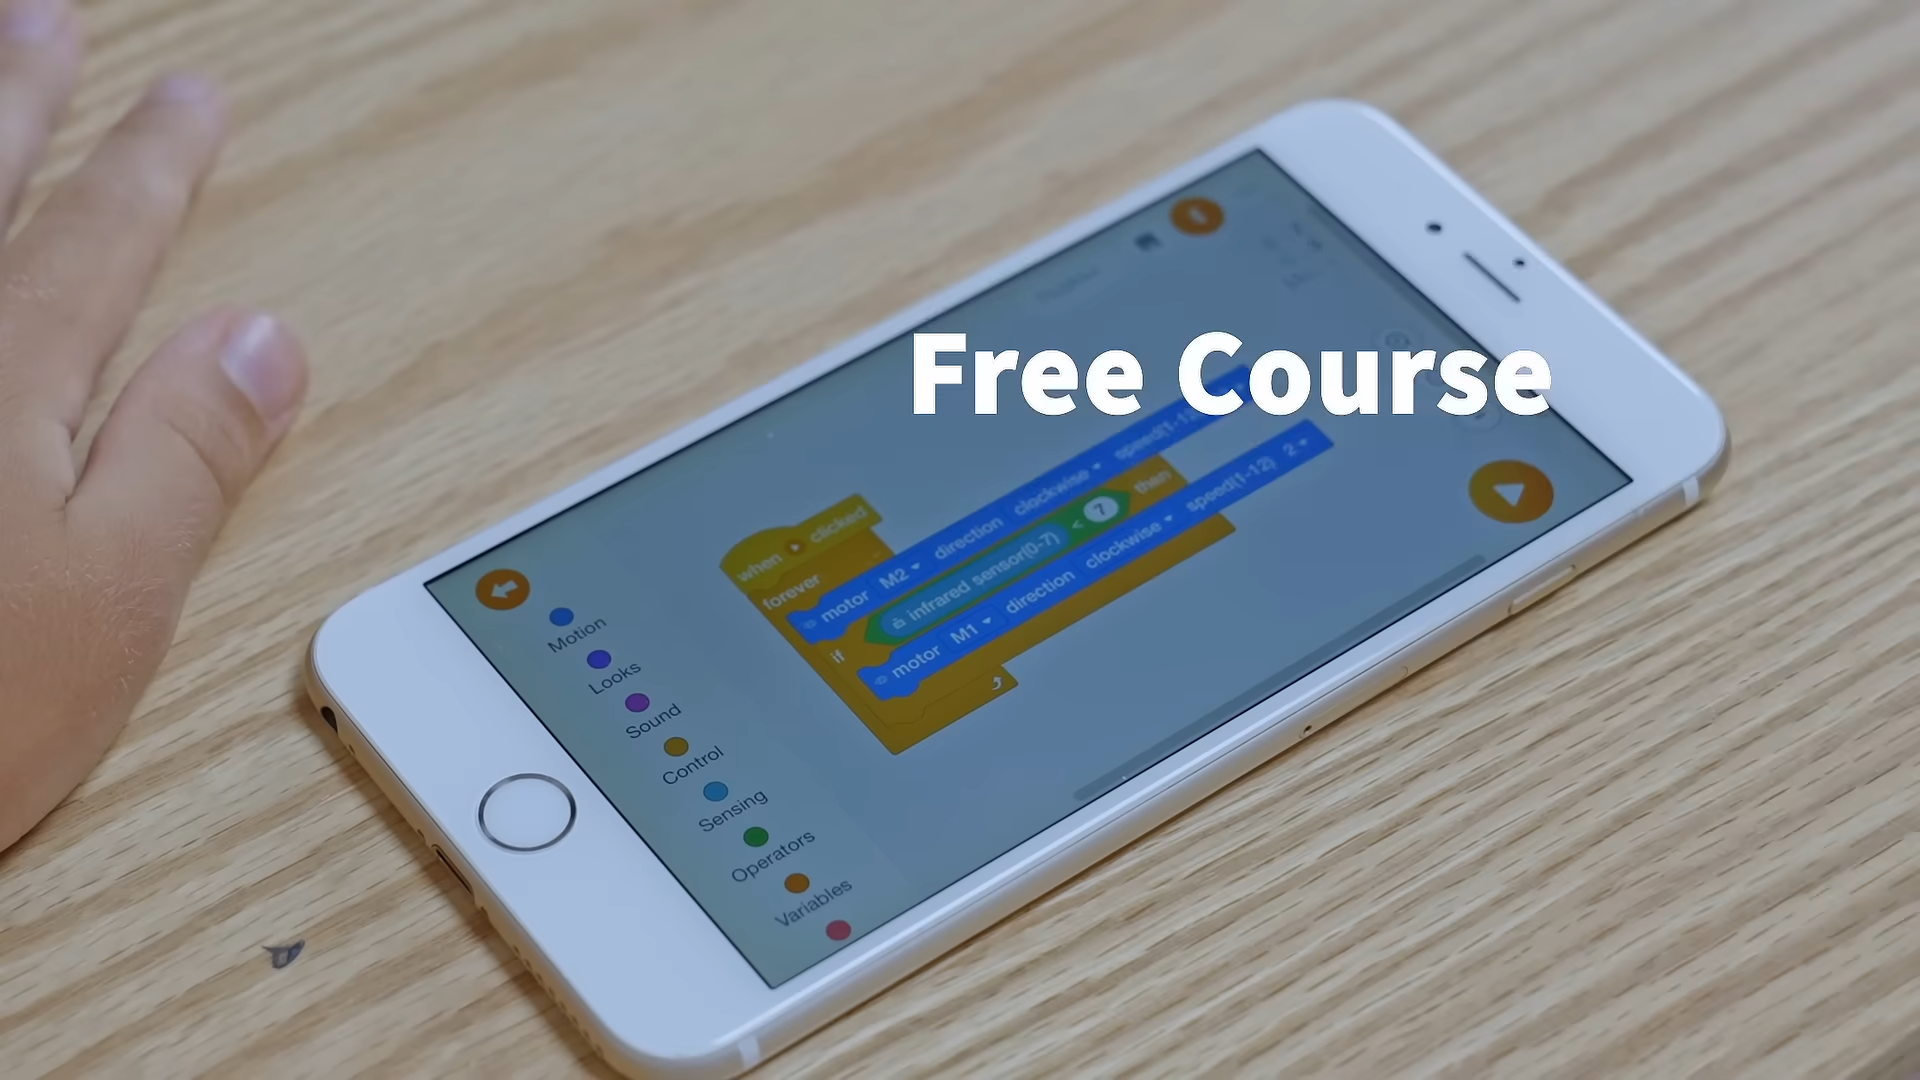 Free Course
when clicked
forever
motor M2 direction clockwise speed(1-12)
if infrared sensor(0-7) < 7 then
motor M1 direction clockwise speed(1-12) 2
Motion
Looks
Sound
Control
Sensing
Operators
Variables